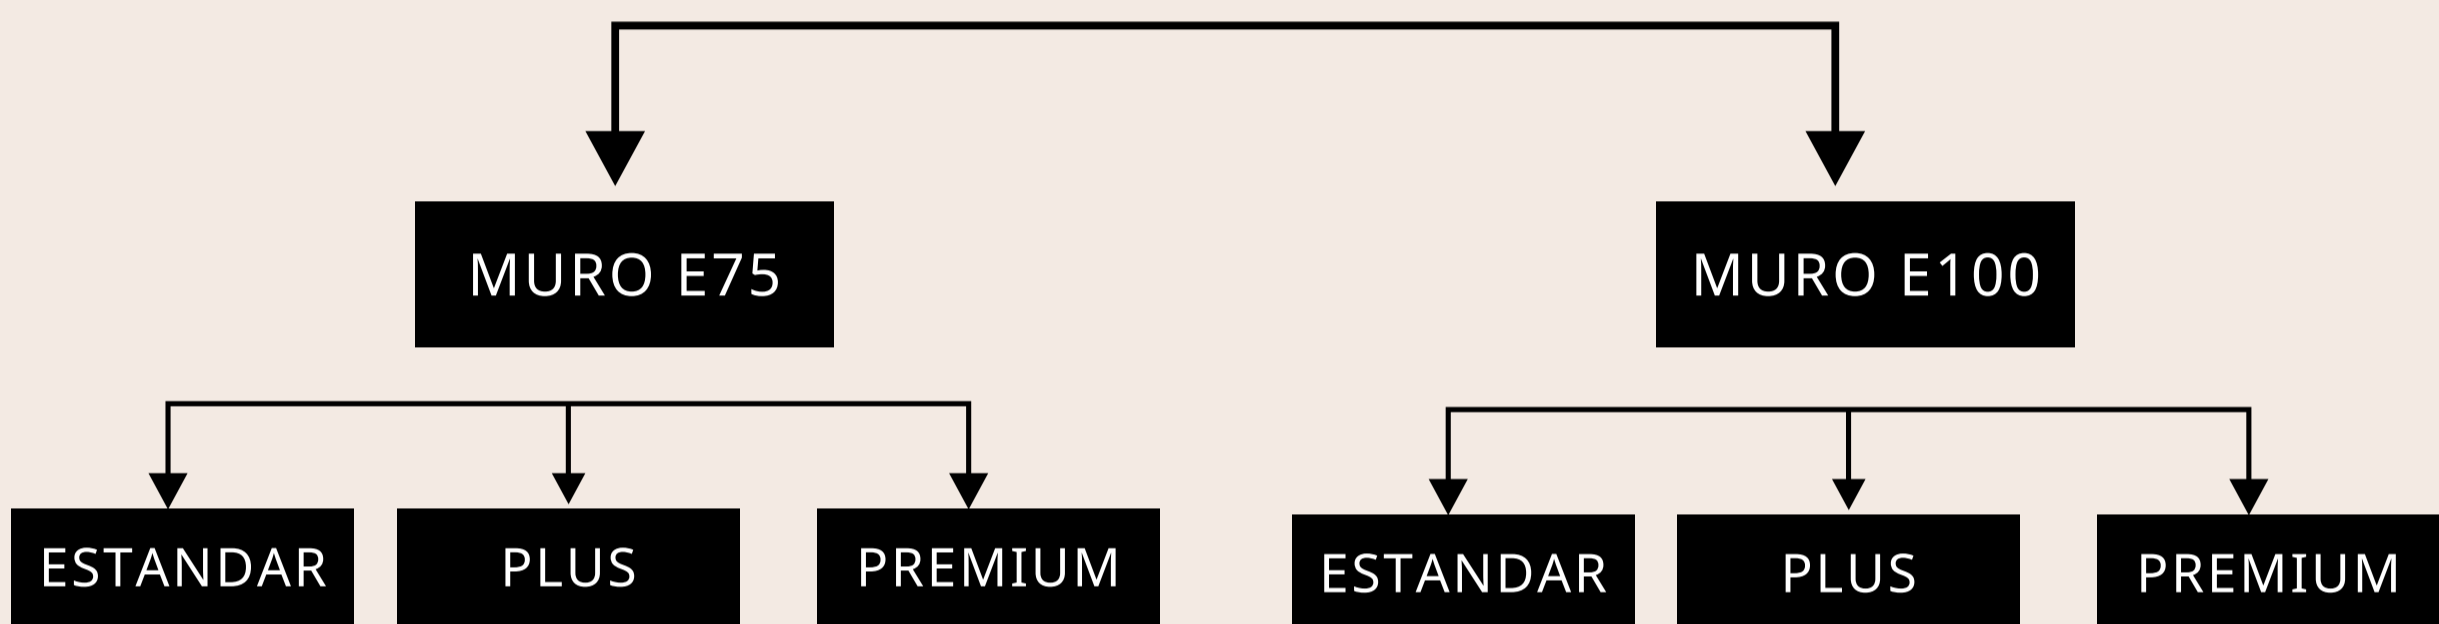 MURO E75
MURO E100
ESTANDAR
PLUS
PREMIUM
ESTANDAR
PLUS
PREMIUM